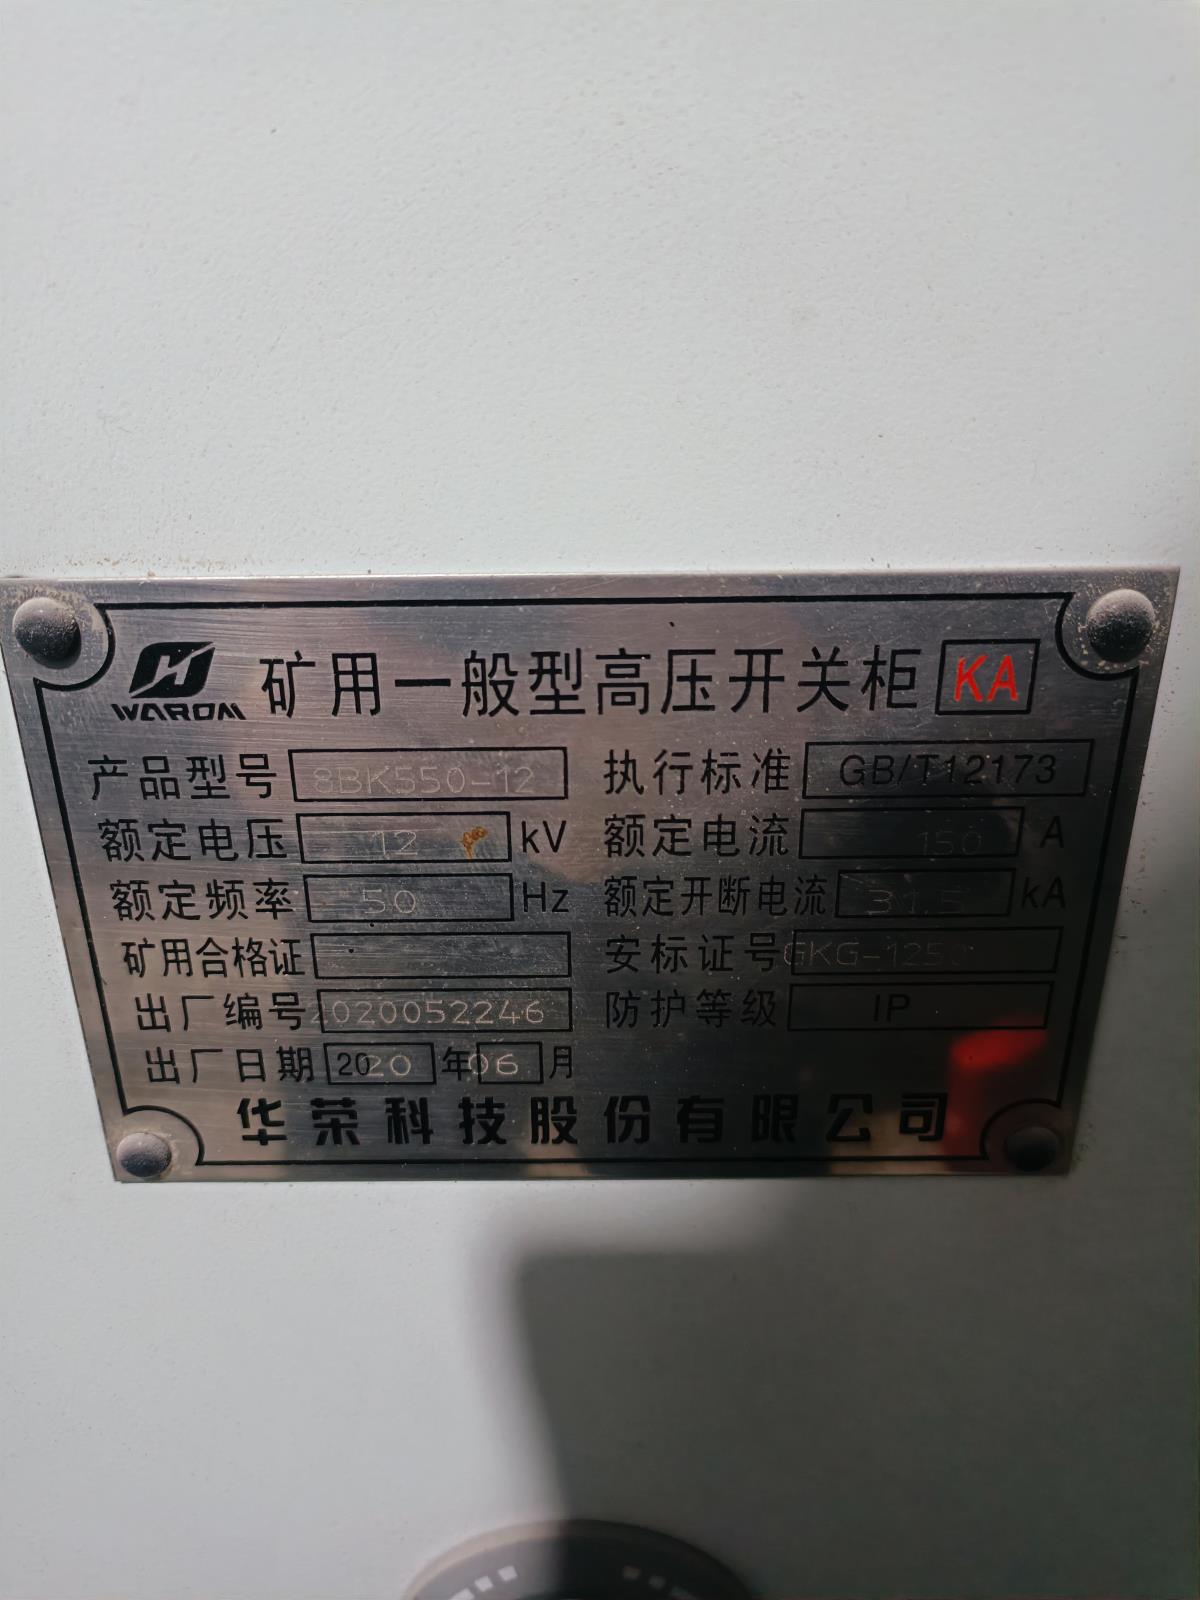 WAROM 矿用一般型高压开关柜 KA
产品型号 8BK550-12 执行标准 GB/T12173
额定电压 12 kV 额定电流 150 A
额定频率 50 Hz 额定开断电流 31.5 kA
矿用合格证 安标证号 GKG-1250
出厂编号 2020052246 防护等级 IP
出厂日期 2020 年 06 月
华荣科技股份有限公司